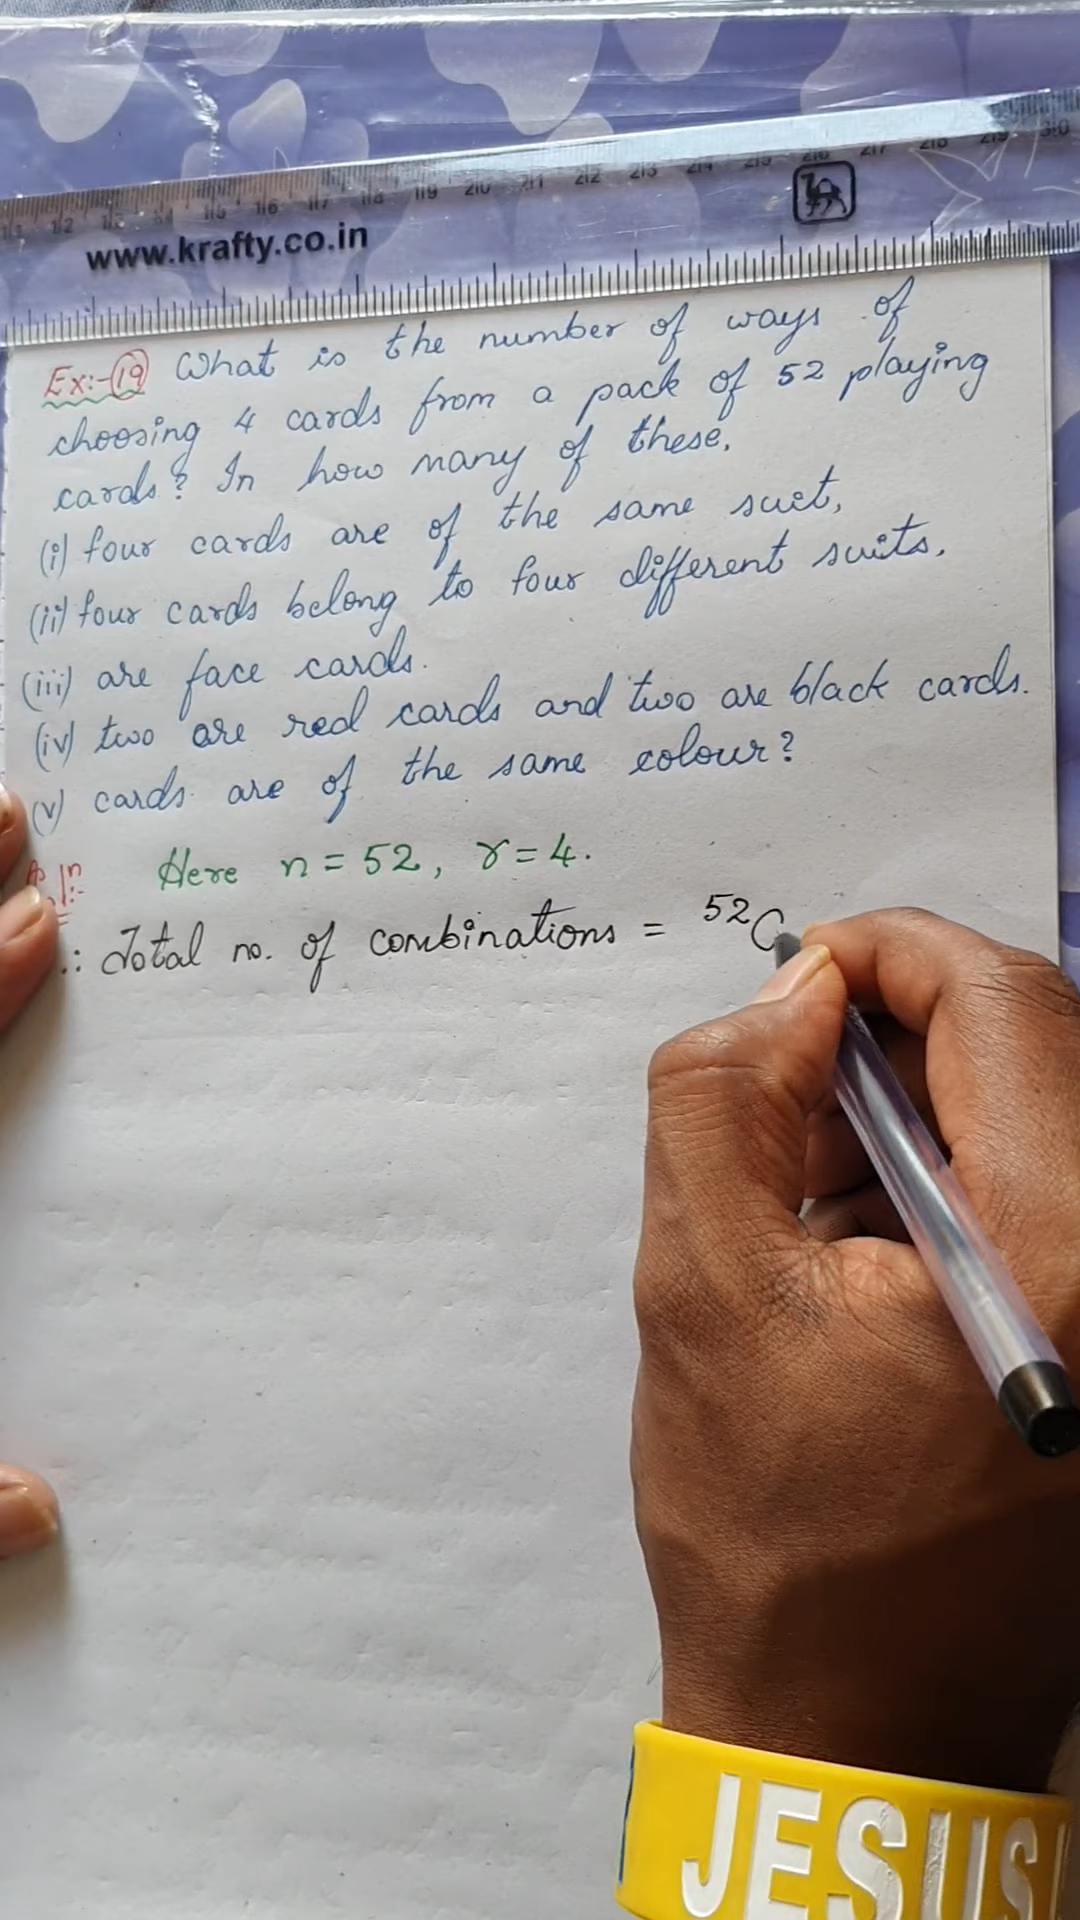 www.krafty.co.in
Ex:-19 What is the number of ways of
choosing 4 cards from a pack of 52 playing
cards? In how many of these,
(i) four cards are of the same suit,
(ii) four cards belong to four different suits,
(iii) are face cards.
(iv) two are red cards and two are black cards.
(v) cards are of the same colour?
Here n = 52, r = 4.
∴ Total no. of combinations = ⁵²C
JESUS